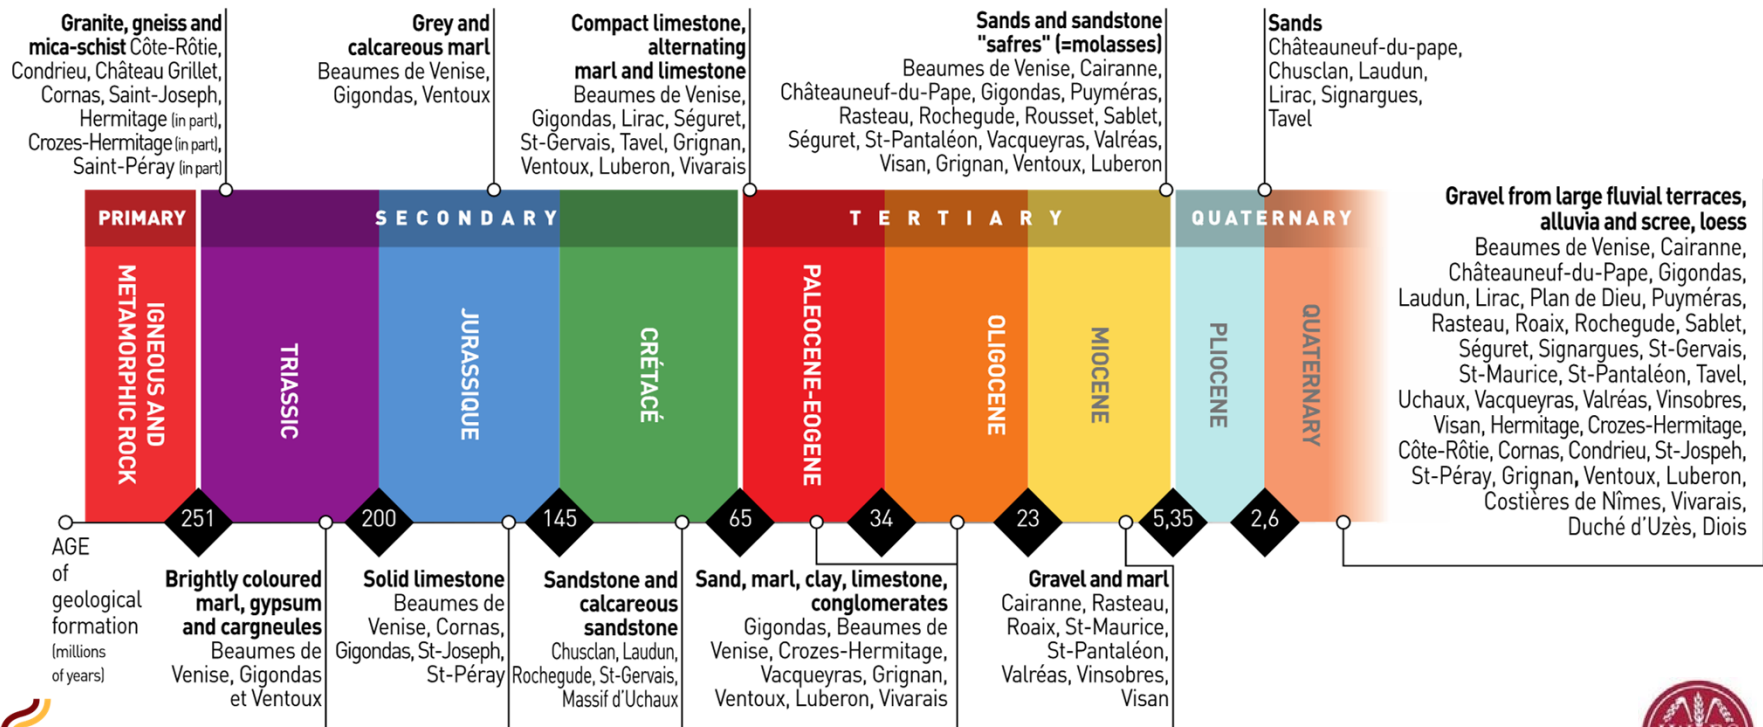 Granite, gneiss and
mica-schist Côte-Rôtie,
Condrieu, Château Grillet,
Cornas, Saint-Joseph,
Hermitage (in part),
Crozes-Hermitage (in part),
Saint-Péray (in part)
Grey and
calcareous marl
Beaumes de Venise,
Gigondas, Ventoux
Compact limestone,
alternating
marl and limestone
Beaumes de Venise,
Gigondas, Lirac, Séguret,
St-Gervais, Tavel, Grignan,
Ventoux, Luberon, Vivarais
Sands and sandstone
"safres" (=molasses)
Beaumes de Venise, Cairanne,
Châteauneuf-du-Pape, Gigondas, Puyméras,
Rasteau, Rochegude, Rousset, Sablet,
Séguret, St-Pantaléon, Vacqueyras, Valréas,
Visan, Grignan, Ventoux, Luberon
Sands
Châteauneuf-du-pape,
Chusclan, Laudun,
Lirac, Signargues,
Tavel
PRIMARY
SECONDARY
TERTIARY
QUATERNARY
IGNEOUS AND
METAMORPHIC ROCK
TRIASSIC
JURASSIQUE
CRÉTACÉ
PALEOCENE-EOGENE
OLIGOCENE
MIOCENE
PLIOCENE
QUATERNARY
Gravel from large fluvial terraces,
alluvia and scree, loess
Beaumes de Venise, Cairanne,
Châteauneuf-du-Pape, Gigondas,
Laudun, Lirac, Plan de Dieu, Puyméras,
Rasteau, Roaix, Rochegude, Sablet,
Séguret, Signargues, St-Gervais,
St-Maurice, St-Pantaléon, Tavel,
Uchaux, Vacqueyras, Valréas, Vinsobres,
Visan, Hermitage, Crozes-Hermitage,
Côte-Rôtie, Cornas, Condrieu, St-Jospeh,
St-Péray, Grignan, Ventoux, Luberon,
Costières de Nîmes, Vivarais,
Duché d'Uzès, Diois
251
200
145
65
34
23
5,35
2,6
AGE
of
geological
formation
(millions
of years)
Brightly coloured
marl, gypsum
and cargneules
Beaumes de
Venise, Gigondas
et Ventoux
Solid limestone
Beaumes de
Venise, Cornas,
Gigondas, St-Joseph,
St-Péray
Sandstone and
calcareous
sandstone
Chusclan, Laudun,
Rochegude, St-Gervais,
Massif d'Uchaux
Sand, marl, clay, limestone,
conglomerates
Gigondas, Beaumes de
Venise, Crozes-Hermitage,
Vacqueyras, Grignan,
Ventoux, Luberon, Vivarais
Gravel and marl
Cairanne, Rasteau,
Roaix, St-Maurice,
St-Pantaléon,
Valréas, Vinsobres,
Visan